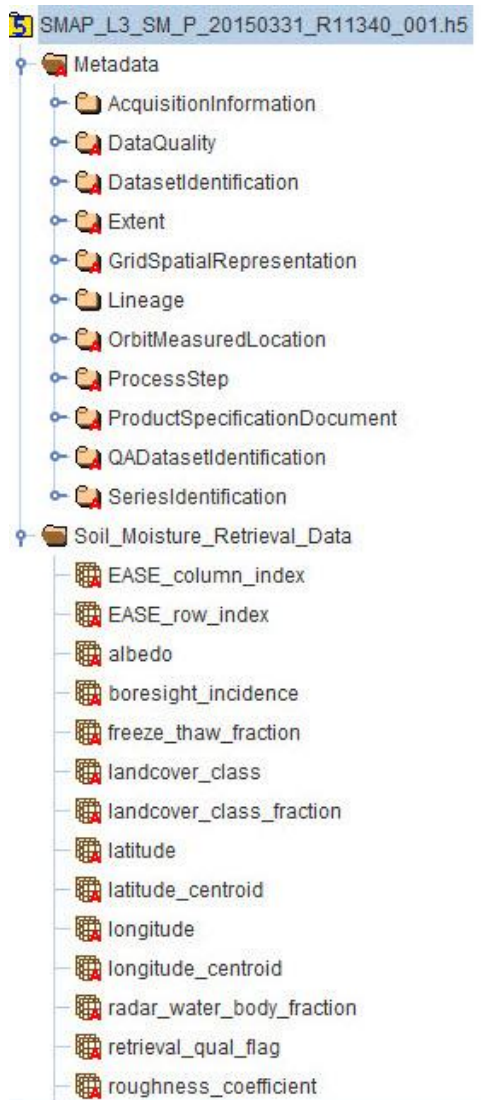 5 SMAP_L3_SM_P_20150331_R11340_001.h5
Metadata
AcquisitionInformation
DataQuality
DatasetIdentification
Extent
GridSpatialRepresentation
Lineage
OrbitMeasuredLocation
ProcessStep
ProductSpecificationDocument
QADatasetIdentification
SeriesIdentification
Soil_Moisture_Retrieval_Data
EASE_column_index
EASE_row_index
albedo
boresight_incidence
freeze_thaw_fraction
landcover_class
landcover_class_fraction
latitude
latitude_centroid
longitude
longitude_centroid
radar_water_body_fraction
retrieval_qual_flag
roughness_coefficient